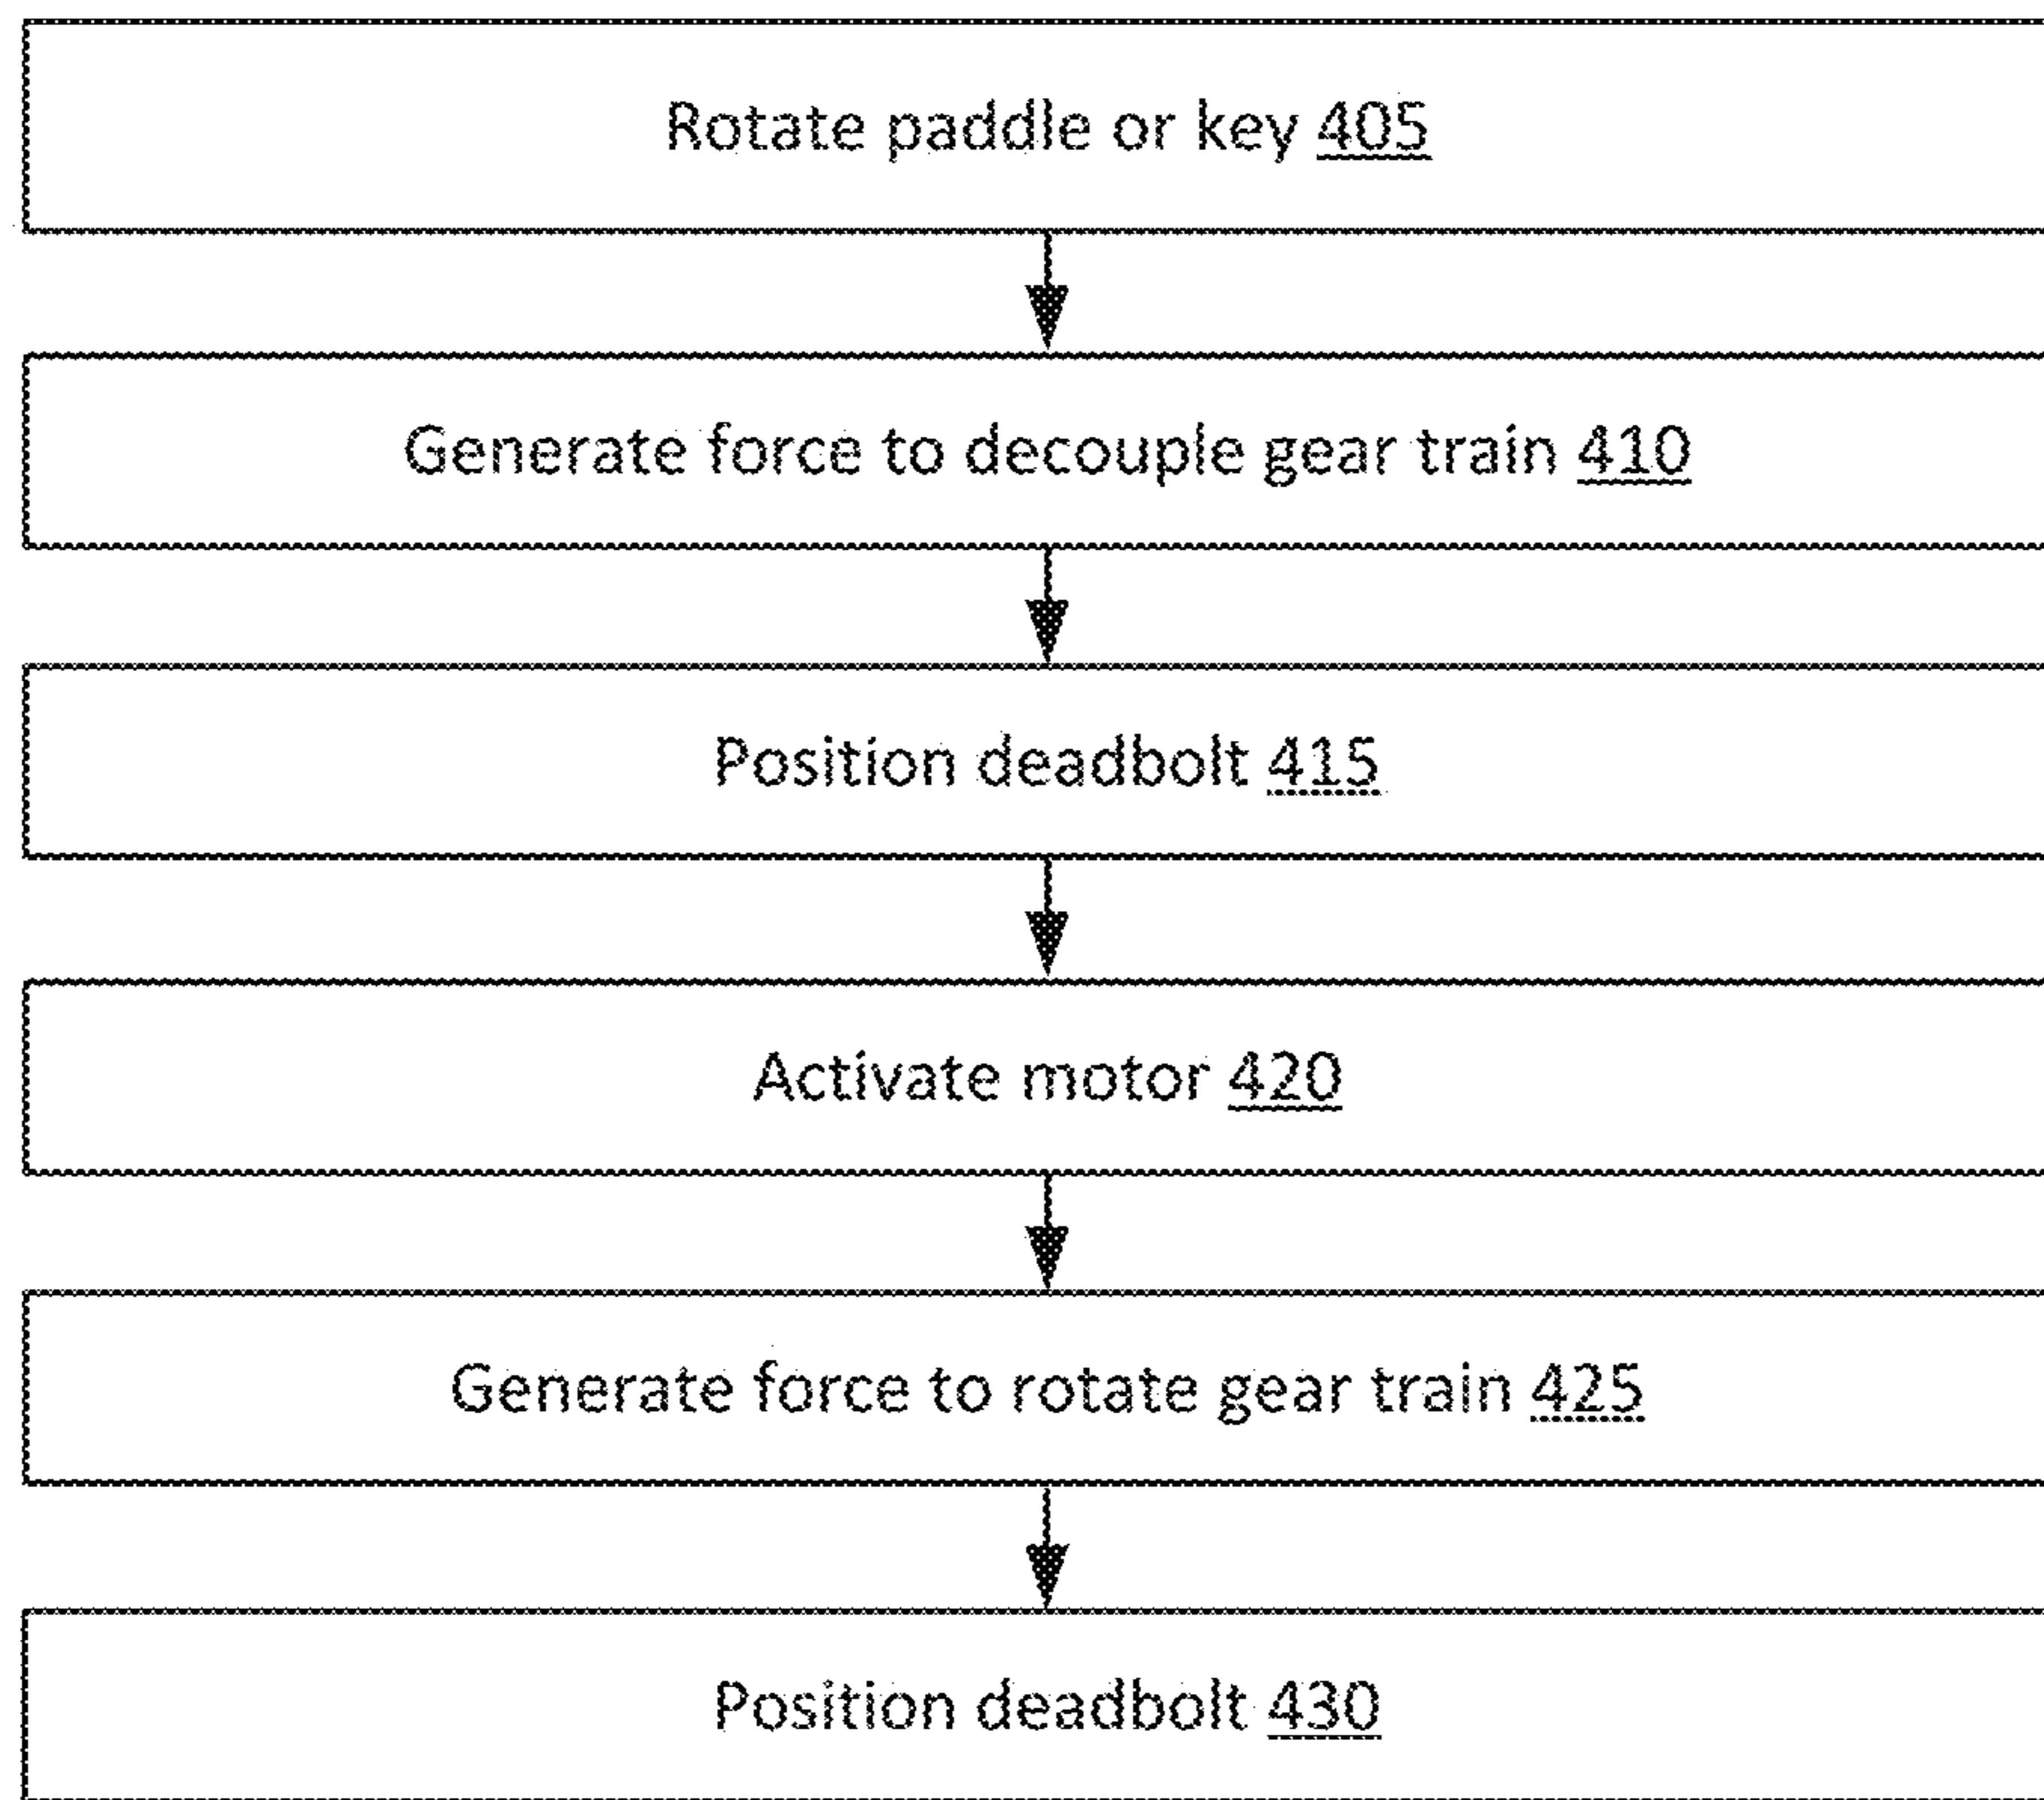 Rotate paddle or key 405
Generate force to decouple gear train 410
Position deadbolt 415
Activate motor 420
Generate force to rotate gear train 425
Position deadbolt 430